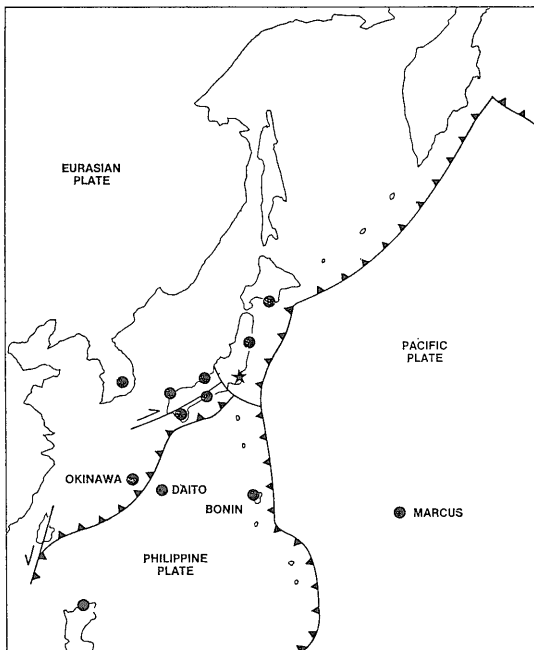 EURASIAN
PLATE
PACIFIC
PLATE
OKINAWA
DAITO
BONIN
MARCUS
PHILIPPINE
PLATE